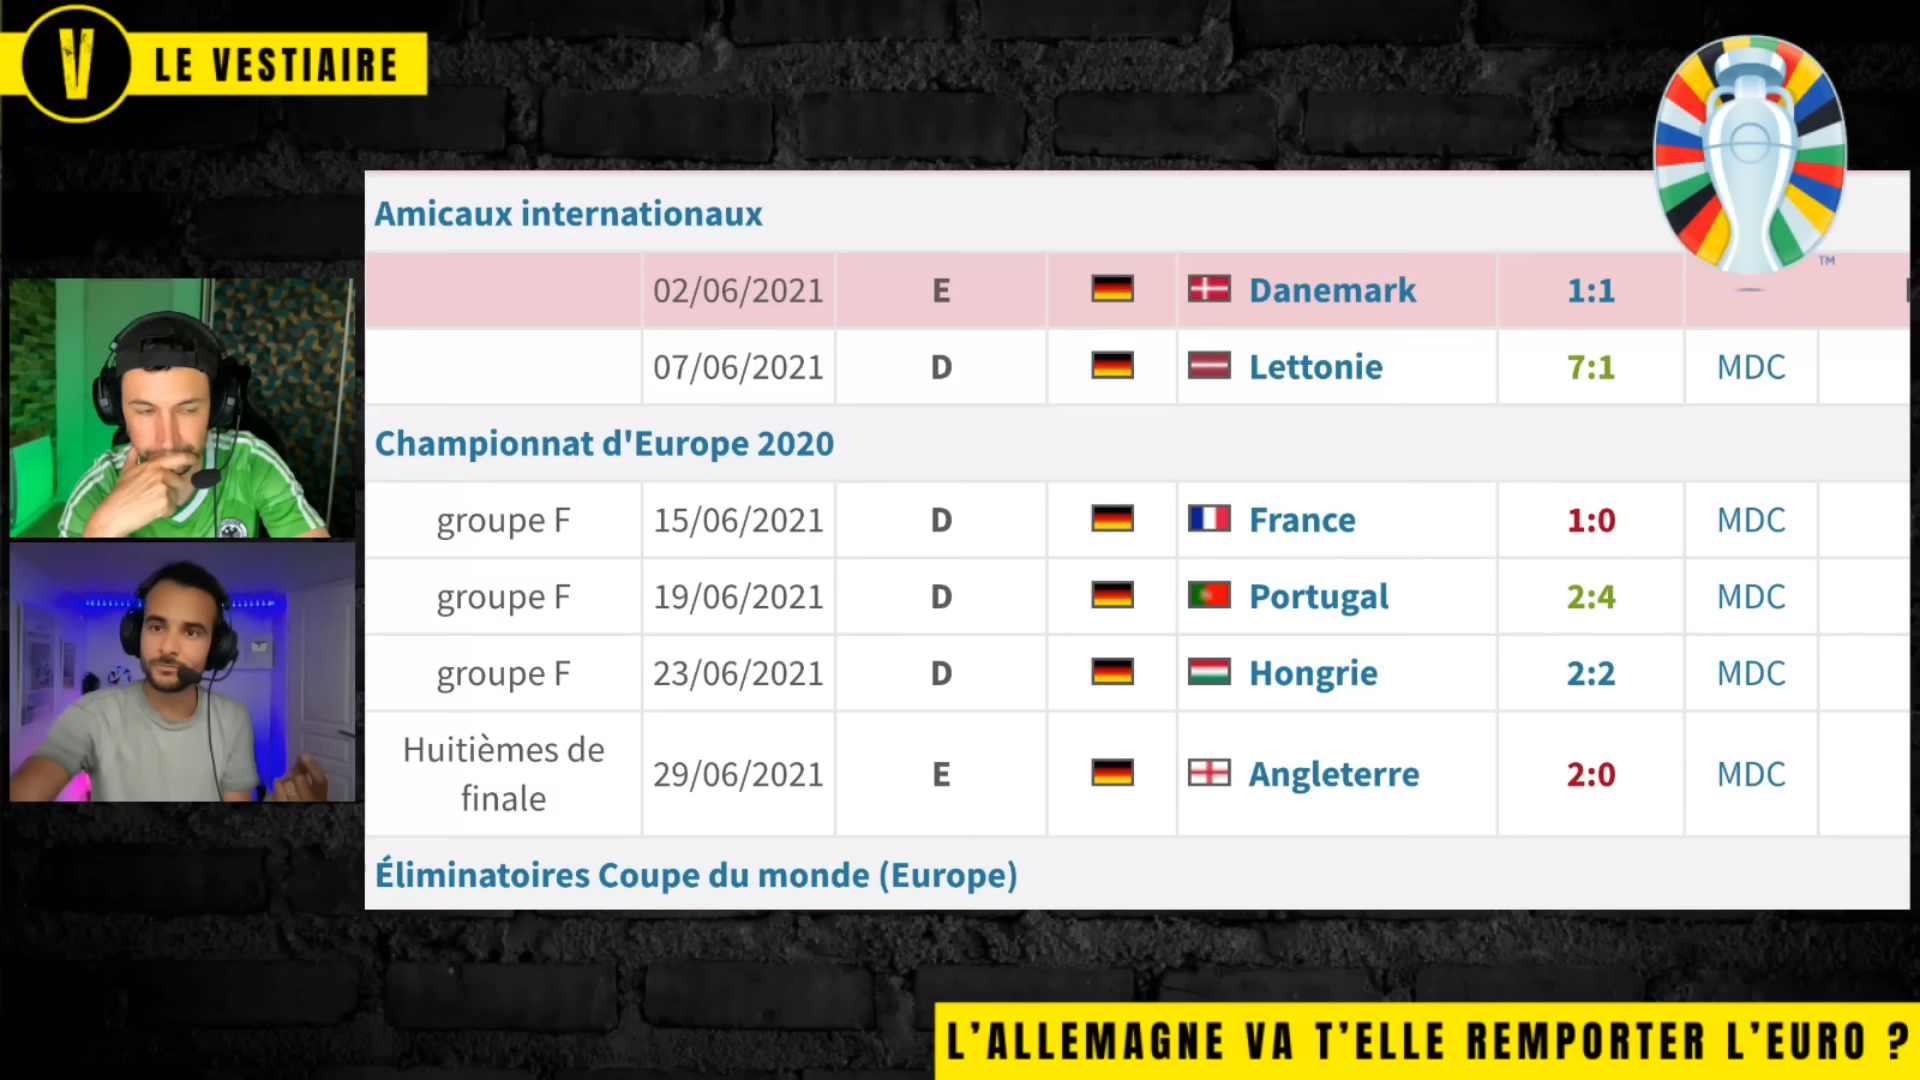 V LE VESTIAIRE
Amicaux internationaux
02/06/2021 E Danemark 1:1
07/06/2021 D Lettonie 7:1 MDC
Championnat d'Europe 2020
groupe F 15/06/2021 D France 1:0 MDC
groupe F 19/06/2021 D Portugal 2:4 MDC
groupe F 23/06/2021 D Hongrie 2:2 MDC
Huitièmes de
finale 29/06/2021 E Angleterre 2:0 MDC
Éliminatoires Coupe du monde (Europe)
TM
L'ALLEMAGNE VA T'ELLE REMPORTER L'EURO ?